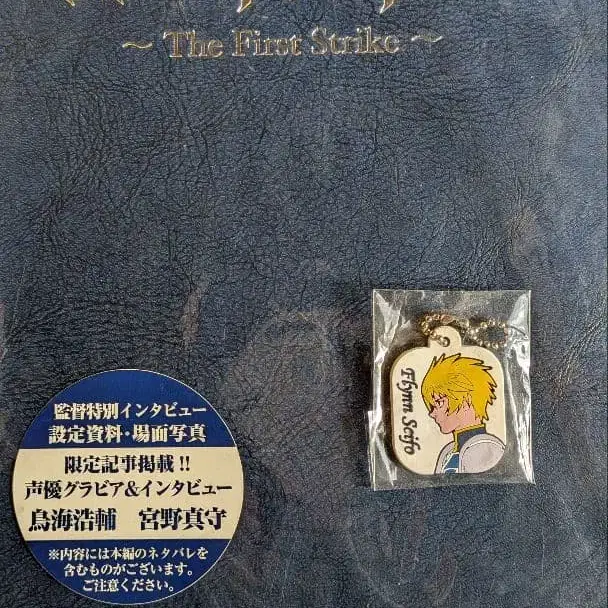 ~ The First Strike ~
Flynn Scifo
監督特別インタビュー
設定資料・場面写真
限定記事掲載!!
声優グラビア&インタビュー
鳥海浩輔 宮野真守
※内容には本編のネタバレを
含むものがございます。
ご注意ください。